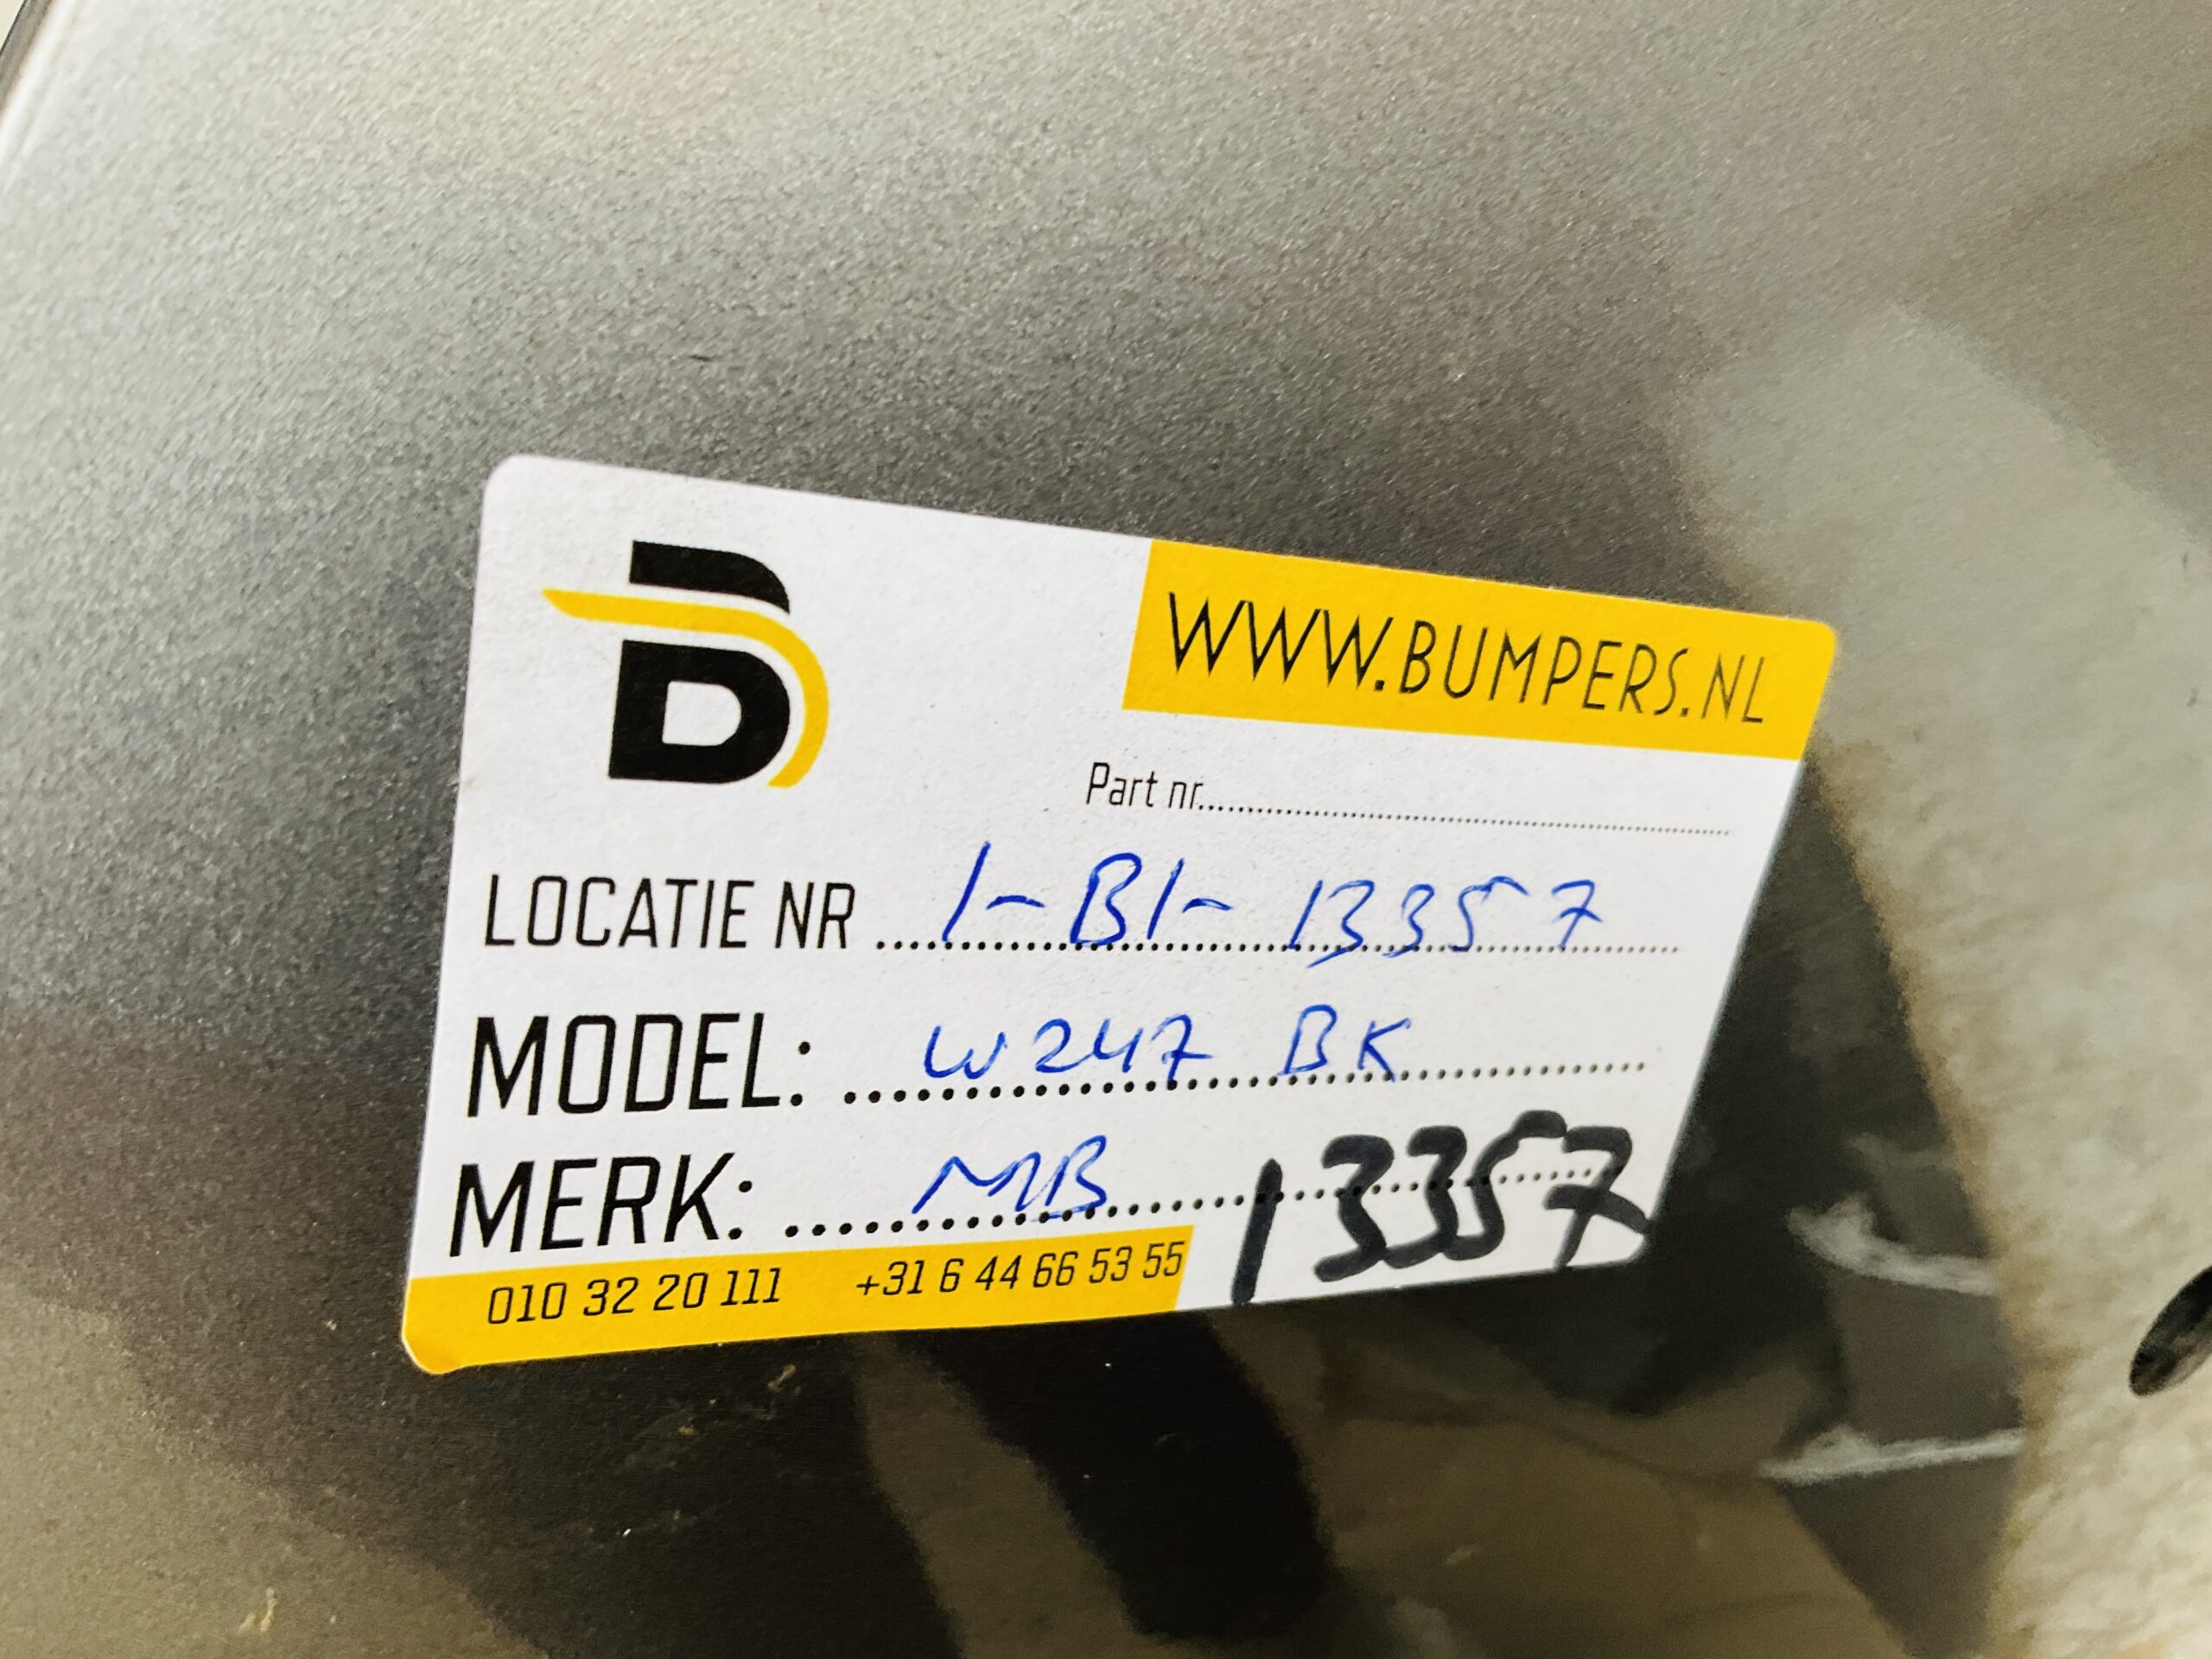 B
WWW.BUMPERS.NL
Part nr.
LOCATIE NR 1-B1-13357
MODEL: W247 BK
MERK: MB
13357
010 32 20 111 +31 6 44 66 53 55